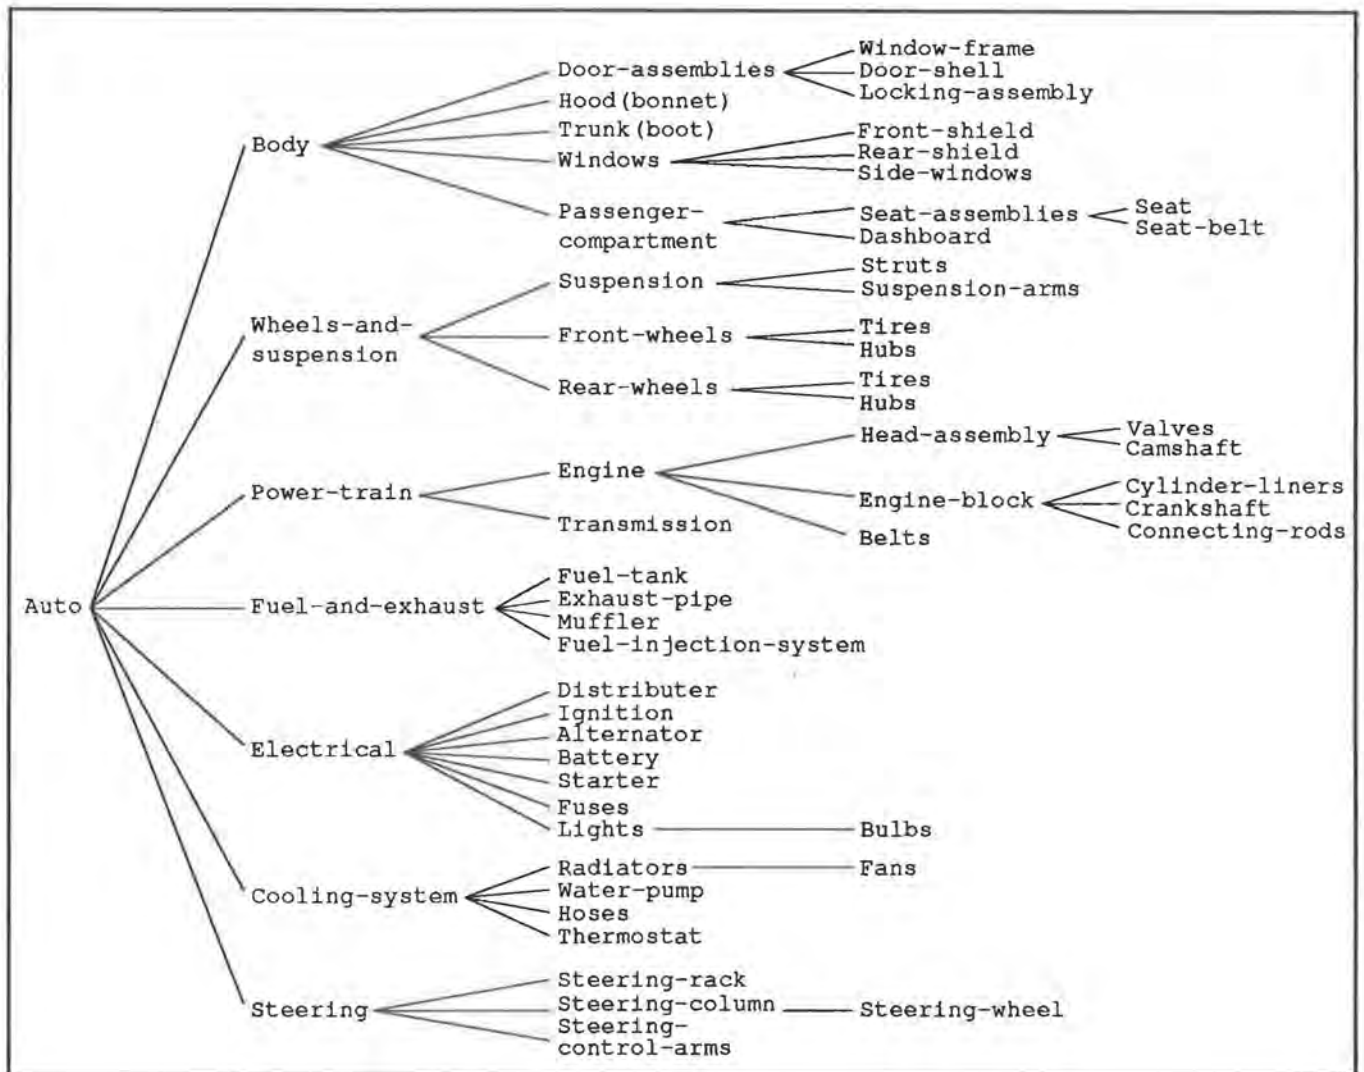 Auto
Body
Door-assemblies
Window-frame
Door-shell
Locking-assembly
Hood(bonnet)
Trunk(boot)
Windows
Front-shield
Rear-shield
Side-windows
Passenger-
compartment
Seat-assemblies
Seat
Seat-belt
Dashboard
Wheels-and-
suspension
Suspension
Struts
Suspension-arms
Front-wheels
Tires
Hubs
Rear-wheels
Tires
Hubs
Power-train
Engine
Head-assembly
Valves
Camshaft
Engine-block
Cylinder-liners
Crankshaft
Connecting-rods
Belts
Transmission
Fuel-and-exhaust
Fuel-tank
Exhaust-pipe
Muffler
Fuel-injection-system
Electrical
Distributer
Ignition
Alternator
Battery
Starter
Fuses
Lights
Bulbs
Cooling-system
Radiators
Fans
Water-pump
Hoses
Thermostat
Steering
Steering-rack
Steering-column
Steering-wheel
Steering-
control-arms